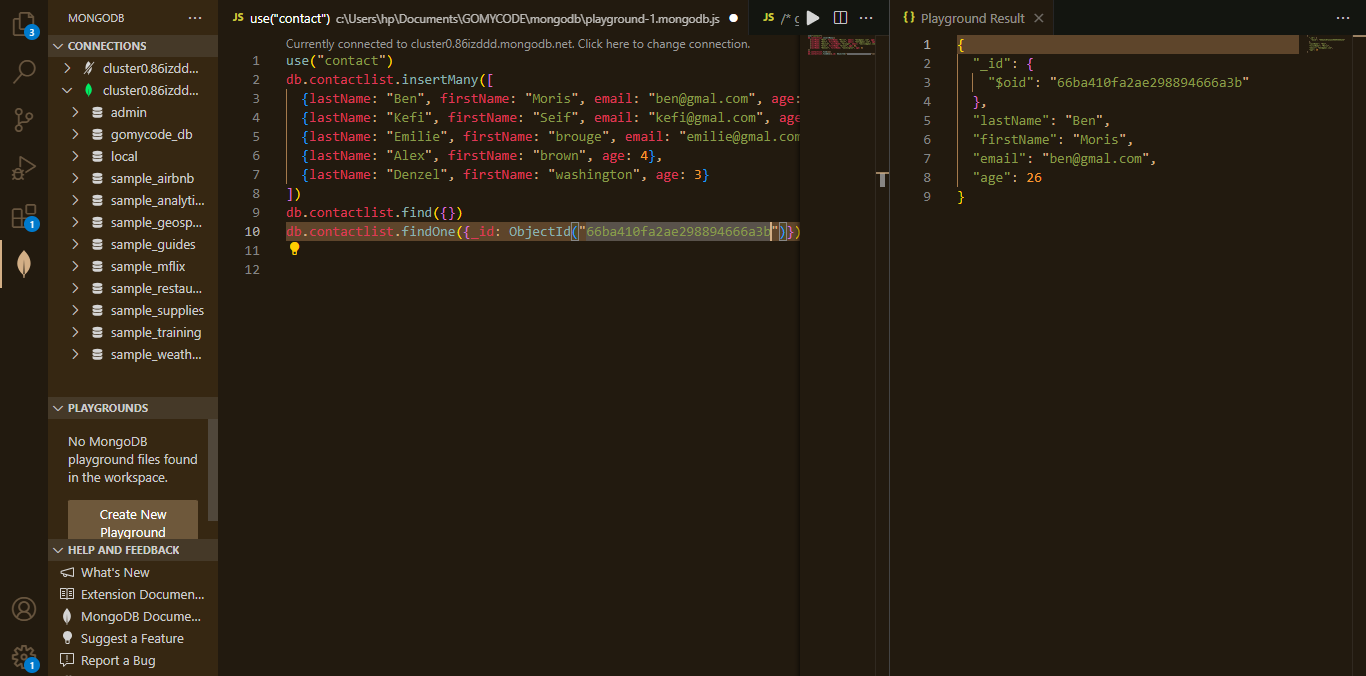 MONGODB
CONNECTIONS
cluster0.86izdd...
cluster0.86izdd...
admin
gomycode_db
local
sample_airbnb
sample_analyti...
sample_geosp...
sample_guides
sample_mflix
sample_restau...
sample_supplies
sample_training
sample_weath...
PLAYGROUNDS
No MongoDB
playground files found
in the workspace.
Create New
Playground
HELP AND FEEDBACK
What's New
Extension Documen...
MongoDB Docume...
Suggest a Feature
Report a Bug
3
1
1
JS use("contact") c:\Users\hp\Documents\GOMYCODE\mongodb\playground-1.mongodb.js
JS /* g
Currently connected to cluster0.86izddd.mongodb.net. Click here to change connection.
1 use("contact")
2 db.contactlist.insertMany([
3 {lastName: "Ben", firstName: "Moris", email: "ben@gmal.com", age:
4 {lastName: "Kefi", firstName: "Seif", email: "kefi@gmal.com", age
5 {lastName: "Emilie", firstName: "brouge", email: "emilie@gmal.com
6 {lastName: "Alex", firstName: "brown", age: 4},
7 {lastName: "Denzel", firstName: "washington", age: 3}
8 ])
9 db.contactlist.find({})
10 db.contactlist.findOne({_id: ObjectId("66ba410fa2ae298894666a3b")})
11
12
{} Playground Result
1 {
2 "_id": {
3 "$oid": "66ba410fa2ae298894666a3b"
4 },
5 "lastName": "Ben",
6 "firstName": "Moris",
7 "email": "ben@gmal.com",
8 "age": 26
9 }